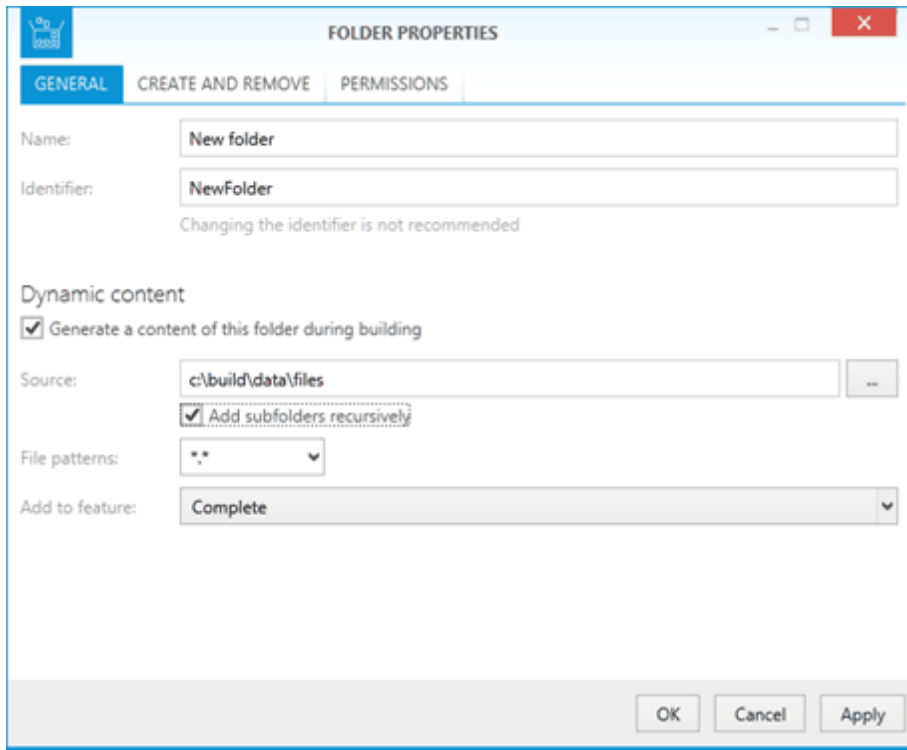 FOLDER PROPERTIES
GENERAL CREATE AND REMOVE PERMISSIONS
Name: New folder
Identifier: NewFolder
Changing the identifier is not recommended
Dynamic content
Generate a content of this folder during building
Source: c:\build\data\files ...
Add subfolders recursively
File patterns: *.*
Add to feature: Complete
OK Cancel Apply